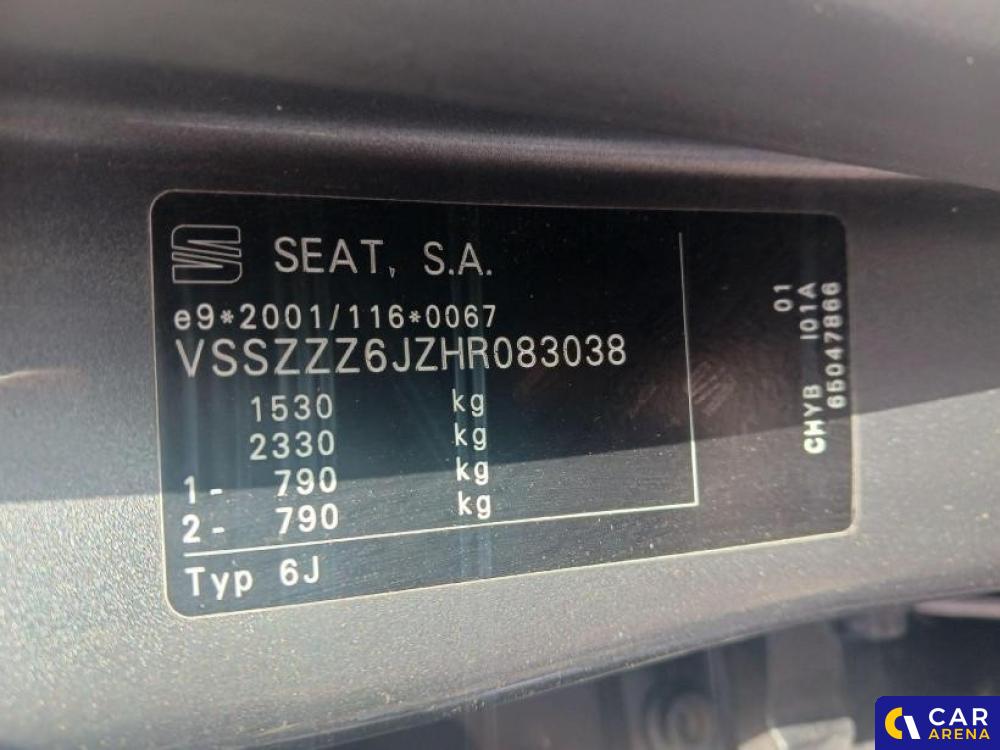 SEAT, S.A.
e9*2001/116*0067
VSSZZZ6JZHR083038
1530 kg
2330 kg
1- 790 kg
2- 790 kg
Typ 6J
01
CHYB I01A
65047866
CAR
ARENA